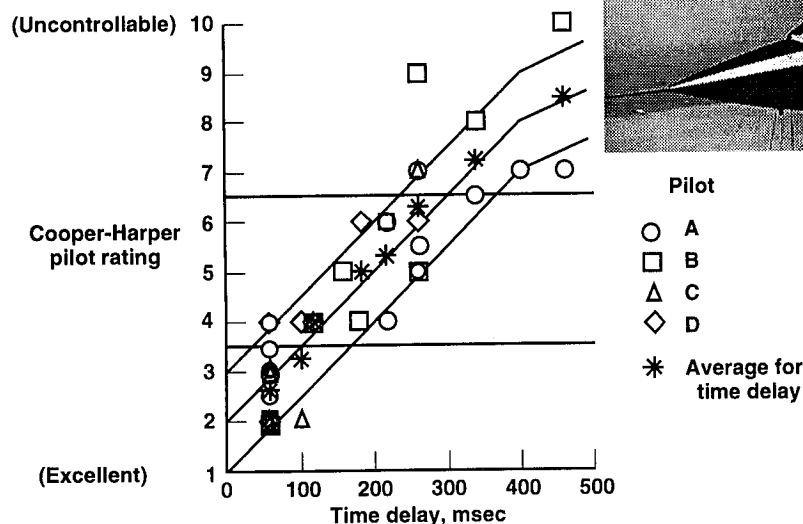 (Uncontrollable)
10
9
8
7
6
5
4
3
2
1
Cooper-Harper
pilot rating
(Excellent)
0
100
200
300
400
500
Time delay, msec
Pilot
A
B
C
D
Average for
time delay